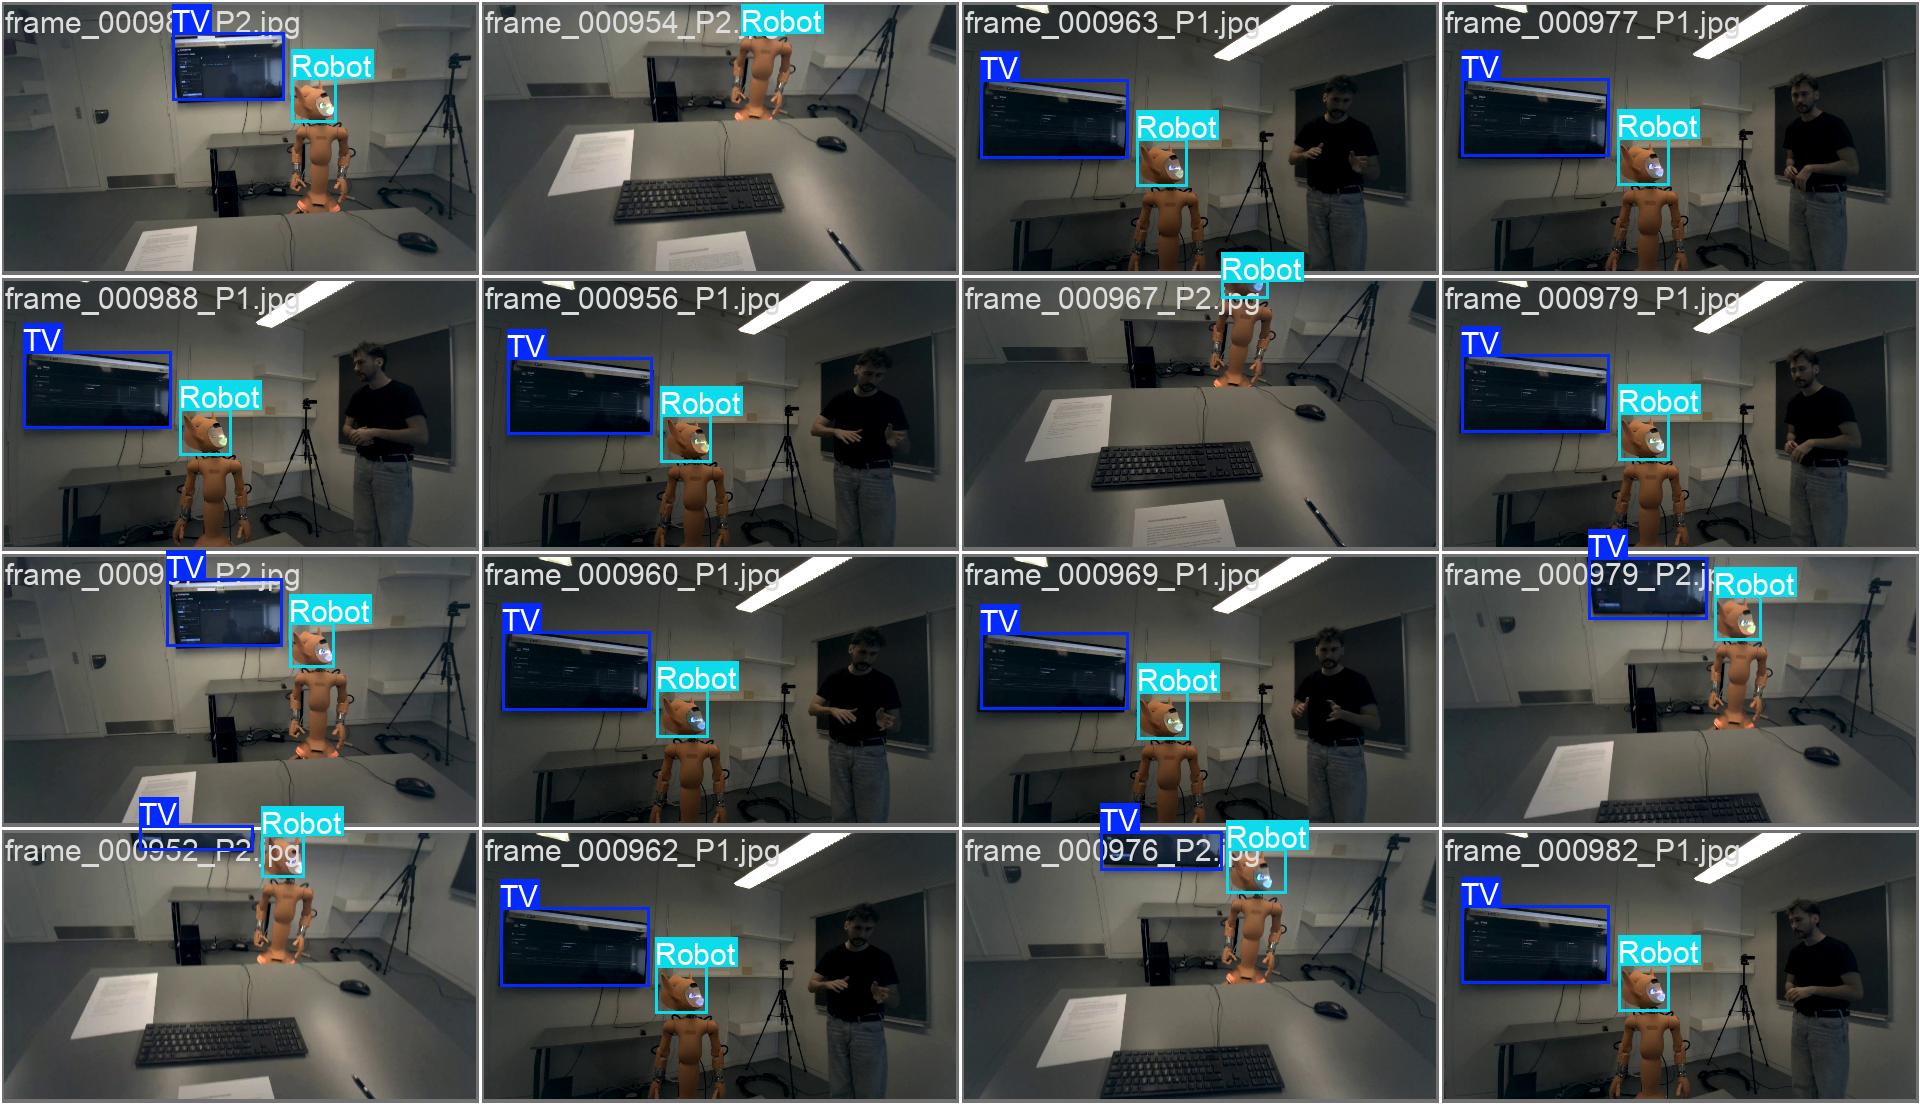 frame_00098 TV P2.jpg
Robot
frame_000954_P2. Robot
frame_000963_P1.jpg
TV
Robot
frame_000977_P1.jpg
TV
Robot
frame_000988_P1.jpg
TV
Robot
frame_000956_P1.jpg
TV
Robot
Robot
frame_000967_P2.jpg
frame_000979_P1.jpg
TV
Robot
TV
frame_0009 P2.jpg
Robot
frame_000960_P1.jpg
TV
Robot
frame_000969_P1.jpg
TV
Robot
TV
frame_000979_P2.j
Robot
TV
Robot
frame_000952_P2.jpg
frame_000962_P1.jpg
TV
Robot
TV
Robot
frame_000976_P2.jpg
frame_000982_P1.jpg
TV
Robot